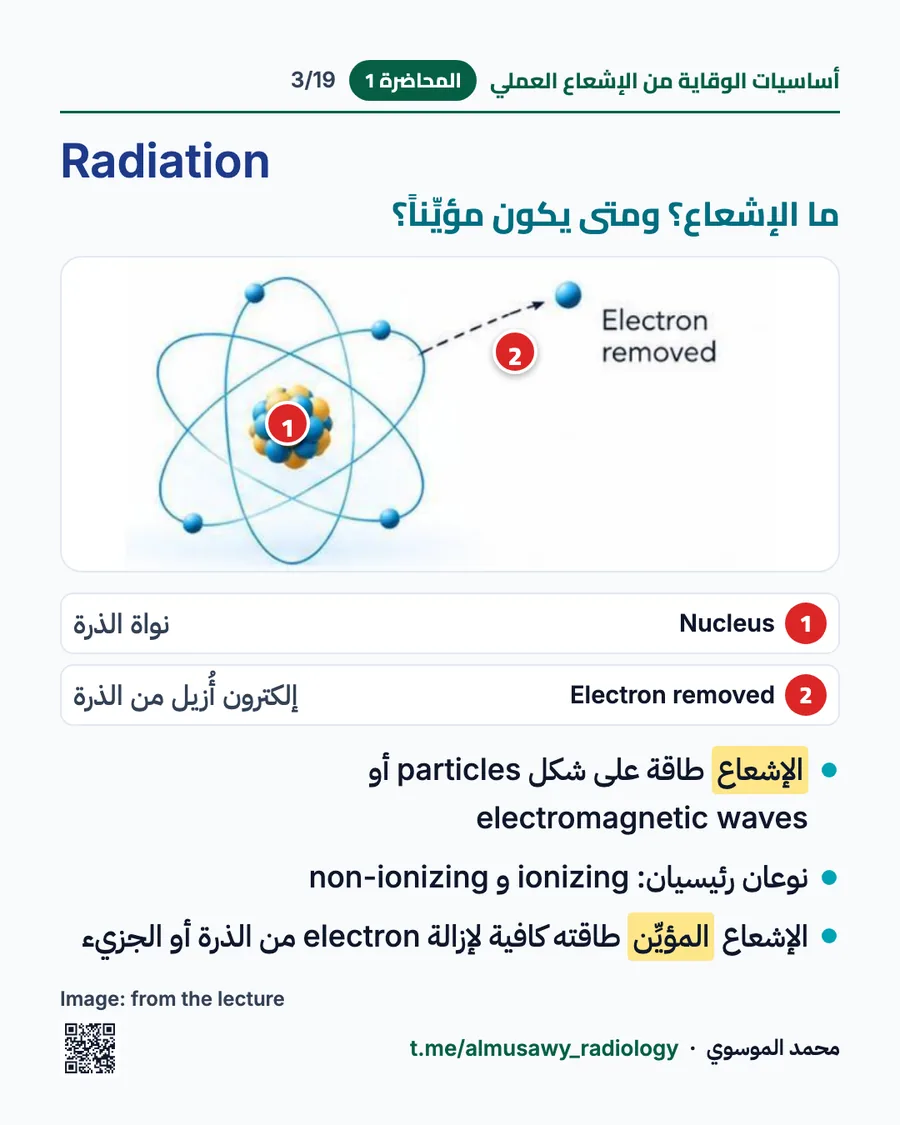 أساسيات الوقاية من الإشعاع العملي المحاضرة 1 3/19
Radiation
ما الإشعاع؟ ومتى يكون مؤيِّناً؟
Electron
removed
2
1
1 Nucleus نواة الذرة
2 Electron removed إلكترون أُزيل من الذرة
الإشعاع طاقة على شكل particles أو
electromagnetic waves
نوعان رئيسيان: ionizing و non-ionizing
الإشعاع المؤيِّن طاقته كافية لإزالة electron من الذرة أو الجزيء
Image: from the lecture
محمد الموسوي · t.me/almusawy_radiology